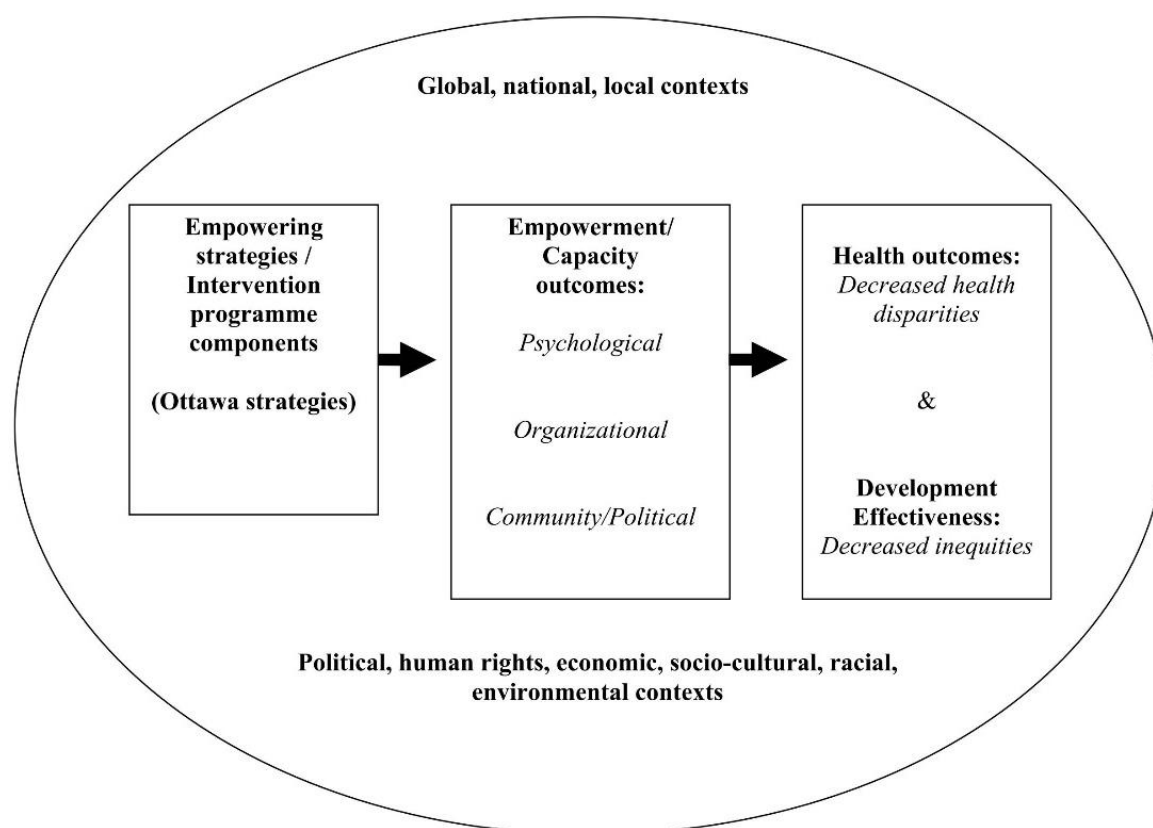 Global, national, local contexts
Empowering
strategies /
Intervention
programme
components
(Ottawa strategies)
Empowerment/
Capacity
outcomes:
Psychological
Organizational
Community/Political
Health outcomes:
Decreased health
disparities
&
Development
Effectiveness:
Decreased inequities
Political, human rights, economic, socio-cultural, racial,
environmental contexts